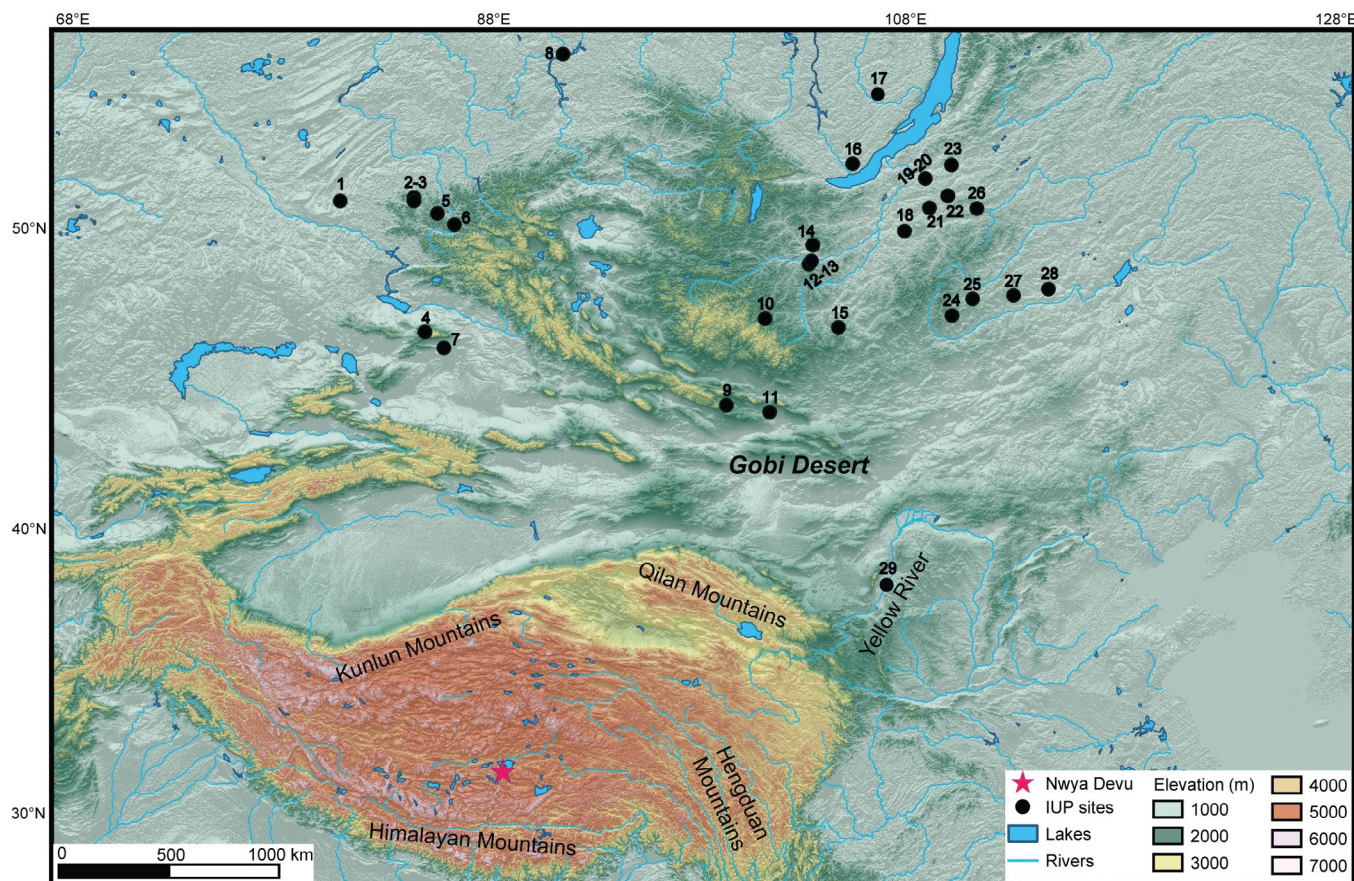 68°E 88°E 108°E 128°E
8
17
16
23
19-20
1
2-3
5
6
26
22
21
18
50°N
14
12-13
28
27
25
24
10
15
4
7
9
11
Gobi Desert
40°N
29
Qilan Mountains
Yellow River
Kunlun Mountains
Hengduan
Mountains
30°N
Himalayan Mountains
0 500 1000 km
Nwya Devu
IUP sites
Lakes
Rivers
Elevation (m)
1000
2000
3000
4000
5000
6000
7000